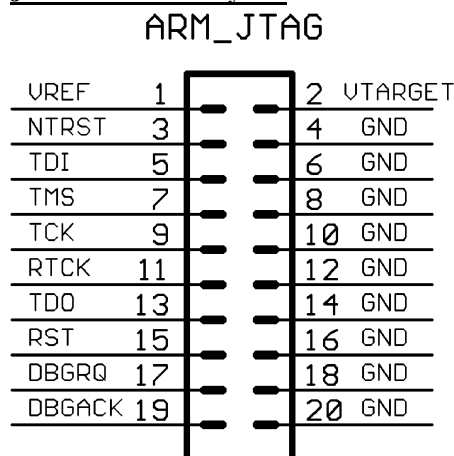 ARM_JTAG
VREF 1 2 VTARGET
NTRST 3 4 GND
TDI 5 6 GND
TMS 7 8 GND
TCK 9 10 GND
RTCK 11 12 GND
TDO 13 14 GND
RST 15 16 GND
DBGRQ 17 18 GND
DBGACK 19 20 GND